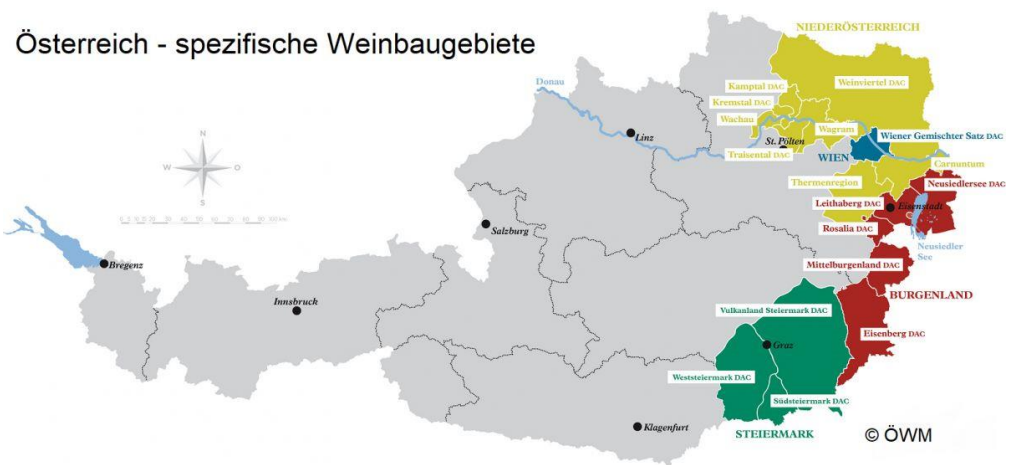 Österreich - spezifische Weinbaugebiete
NIEDERÖSTERREICH
Donau
Kamptal DAC
Weinviertel DAC
Kremstal DAC
Wachau
Linz
St. Pölten
Wagram
Wiener Gemischter Satz DAC
Traisental DAC
WIEN
Carnuntum
N
W
O
S
Thermenregion
Neusiedlersee DAC
Leithaberg DAC
Eisenstadt
Salzburg
Rosalia DAC
Neusiedler
See
Bregenz
Mittelburgenland DAC
Innsbruck
BURGENLAND
Vulkanland Steiermark DAC
Eisenberg DAC
Graz
Weststeiermark DAC
Südsteiermark DAC
Klagenfurt
STEIERMARK
© ÖWM